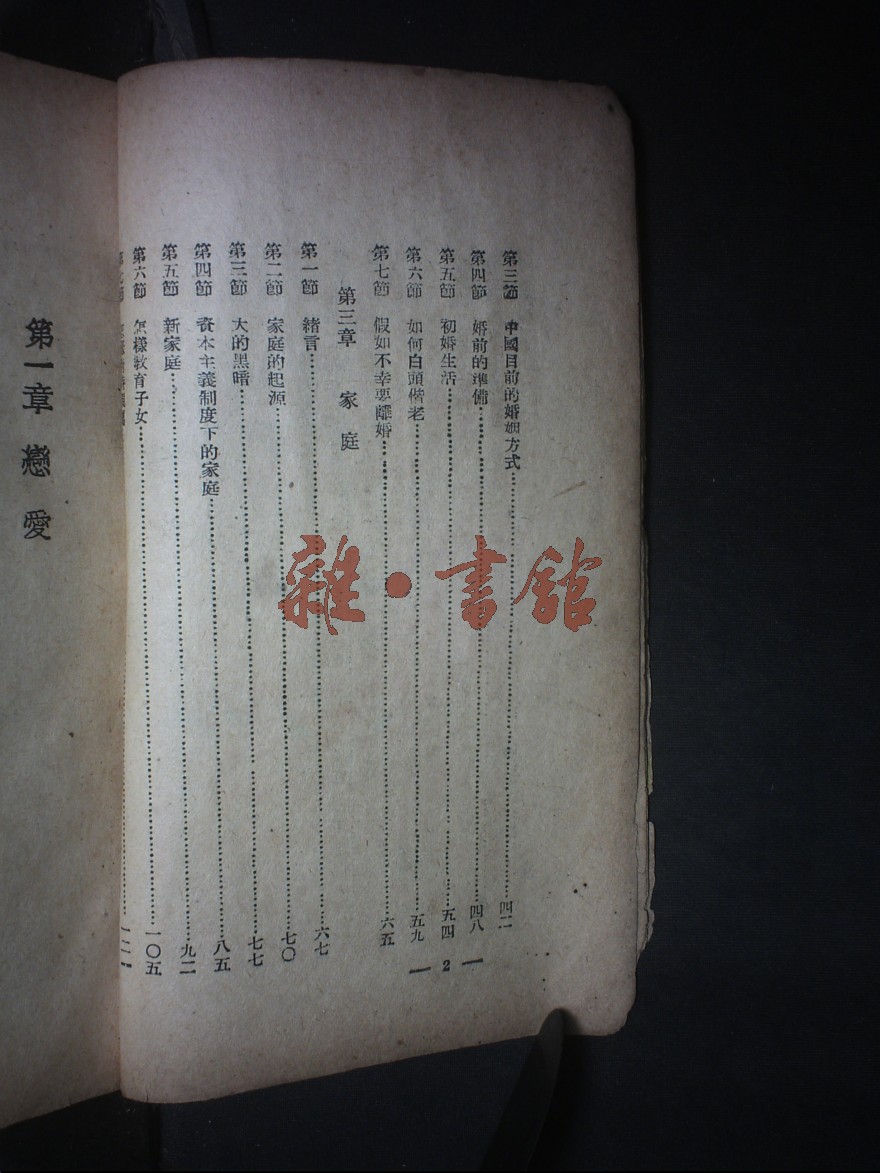 第三節 中國目前的婚姻方式 四二
第四節 婚前的準備 四八
第五節 初婚生活 五四
第六節 如何白頭偕老 五九
第七節 假如不幸要離婚 六五
第三章 家庭
第一節 緒言 六七
第二節 家庭的起源 七〇
第三節 大的黑暗 七七
第四節 資本主義制度下的家庭 八五
第五節 新家庭 九二
第六節 怎樣教育子女 一〇五
2
第一章 戀愛
雜·書館